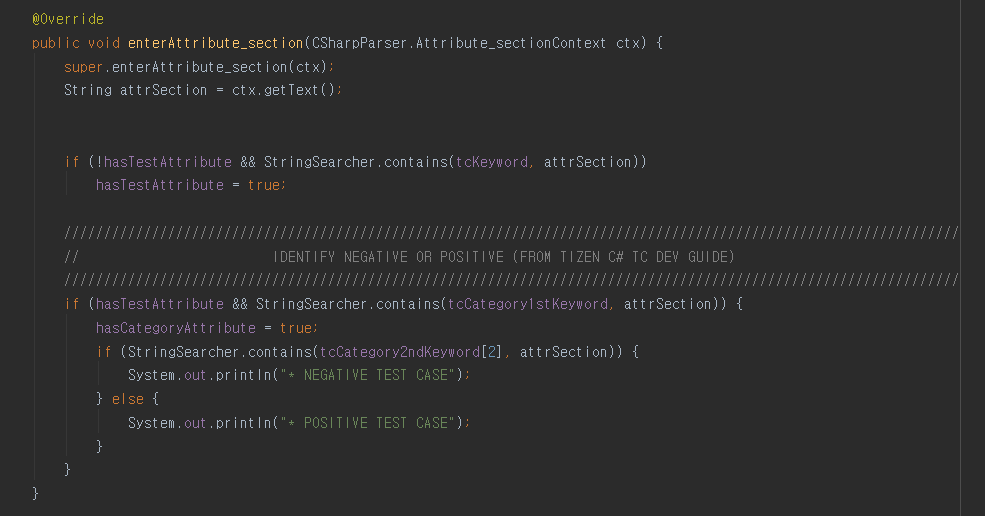 @Override
public void enterAttribute_section(CSharpParser.Attribute_sectionContext ctx) {
super.enterAttribute_section(ctx);
String attrSection = ctx.getText();
if (!hasTestAttribute && StringSearcher.contains(tcKeyword, attrSection))
hasTestAttribute = true;
////////////////////////////////////////////////////////////////////////////////////////////////////////////////
// IDENTIFY NEGATIVE OR POSITIVE (FROM TIZEN C# TC DEV GUIDE)
////////////////////////////////////////////////////////////////////////////////////////////////////////////////
if (hasTestAttribute && StringSearcher.contains(tcCategory1stKeyword, attrSection)) {
hasCategoryAttribute = true;
if (StringSearcher.contains(tcCategory2ndKeyword[2], attrSection)) {
System.out.println("* NEGATIVE TEST CASE");
} else {
System.out.println("* POSITIVE TEST CASE");
}
}
}